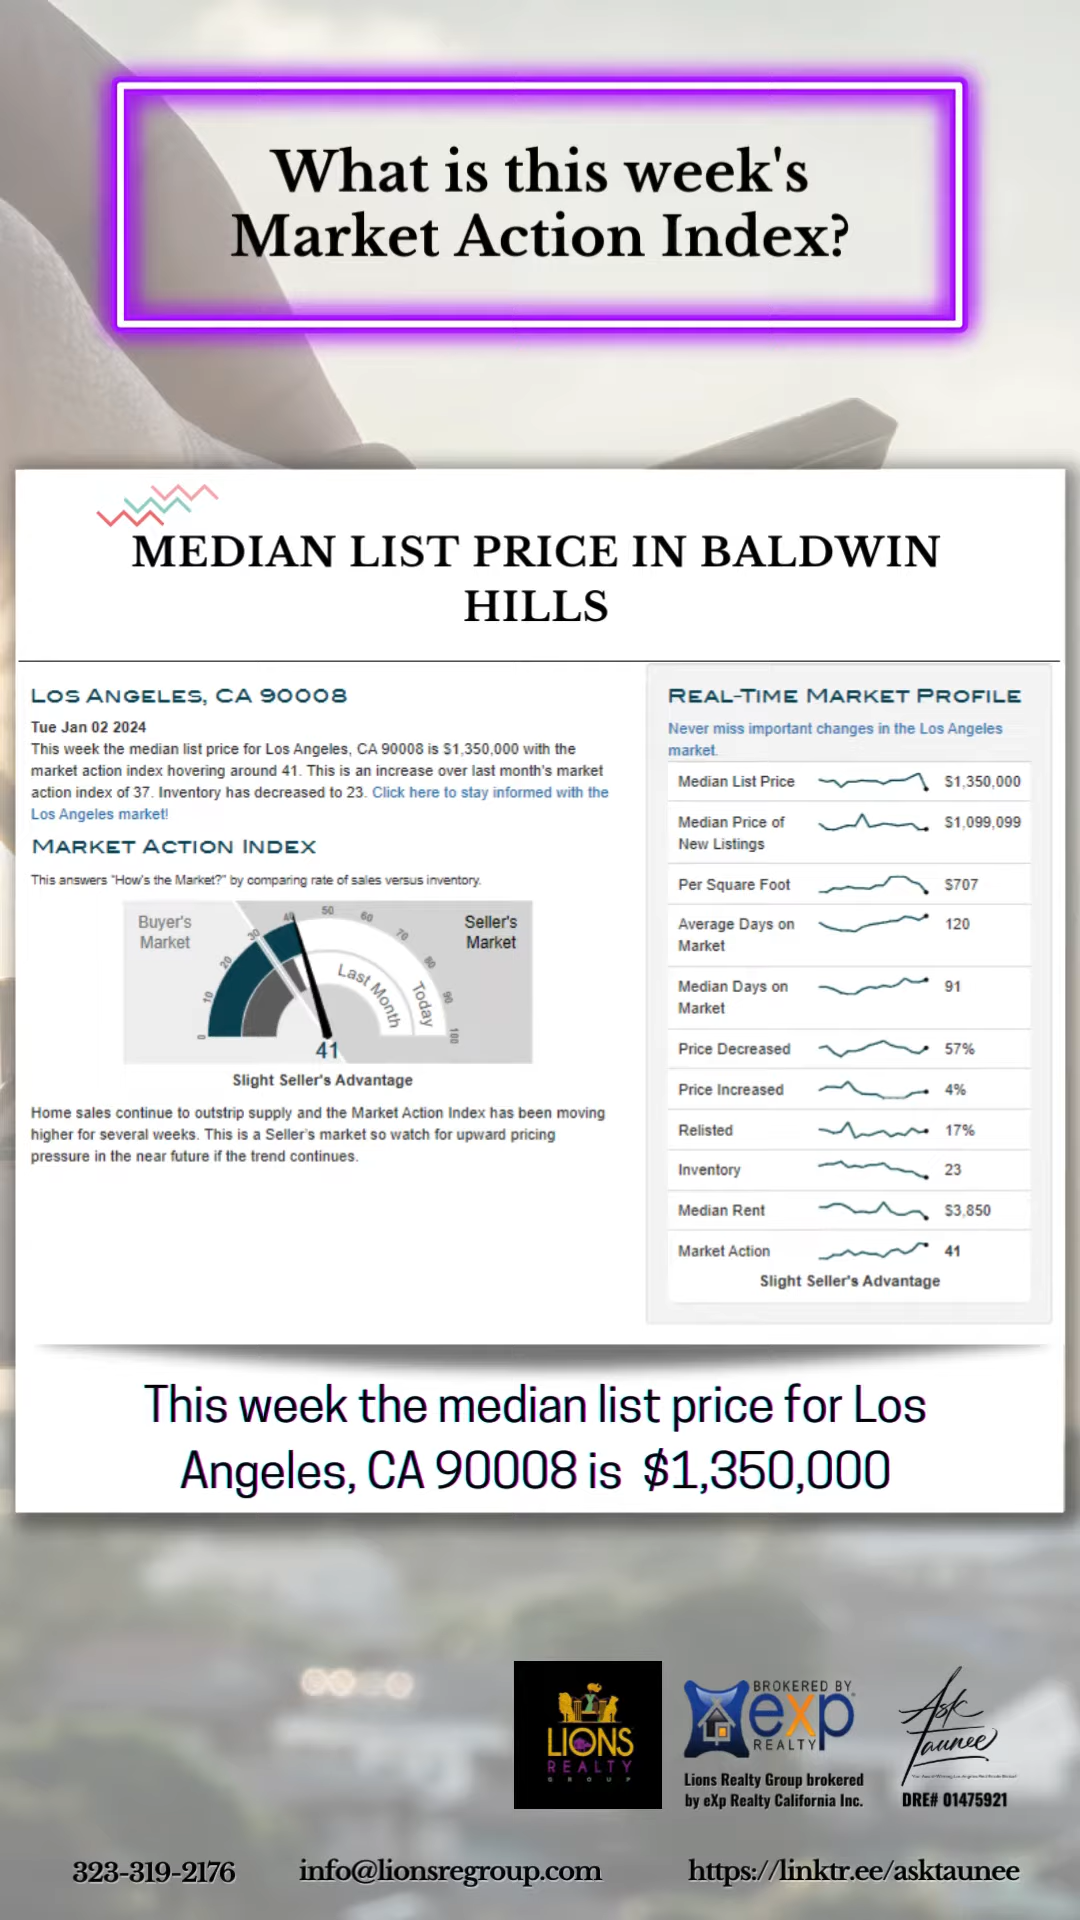 What is this week's
Market Action Index?
MEDIAN LIST PRICE IN BALDWIN
HILLS
LOS ANGELES, CA 90008
Tue Jan 02 2024
This week the median list price for Los Angeles, CA 90008 is $1,350,000 with the
market action index hovering around 41. This is an increase over last month's market
action index of 37. Inventory has decreased to 23. Click here to stay informed with the
Los Angeles market!
MARKET ACTION INDEX
This answers "How's the Market?" by comparing rate of sales versus inventory.
Buyer's
Market
Seller's
Market
0
10
20
30
40
50
60
70
80
90
100
Last Month
Today
41
Slight Seller's Advantage
Home sales continue to outstrip supply and the Market Action Index has been moving
higher for several weeks. This is a Seller's market so watch for upward pricing
pressure in the near future if the trend continues.
REAL-TIME MARKET PROFILE
Never miss important changes in the Los Angeles
market.
Median List Price $1,350,000
Median Price of
New Listings $1,099,099
Per Square Foot $707
Average Days on
Market 120
Median Days on
Market 91
Price Decreased 57%
Price Increased 4%
Relisted 17%
Inventory 23
Median Rent $3,850
Market Action 41
Slight Seller's Advantage
This week the median list price for Los
Angeles, CA 90008 is $1,350,000
LIONS
REALTY
GROUP
BROKERED BY
exp
REALTY
Lions Realty Group brokered
by eXp Realty California Inc.
Ask
Taunee
DRE# 01475921
323-319-2176
info@lionsregroup.com
https://linktr.ee/asktaunee